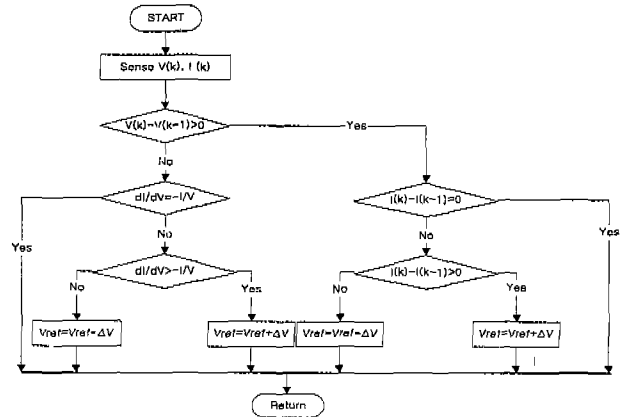 START
Sense V(k), I (k)
V(k)-V(k-1)>0
Yes
No
dI/dV=-I/V
I(k)-I(k-1)=0
Yes
No
No
Yes
dI/dV>-I/V
I(k)-I(k-1)>0
No
Yes
No
Yes
Vref=Vref-ΔV
Vref=Vref+ΔV
Vref=Vref-ΔV
Vref=Vref+ΔV
Return